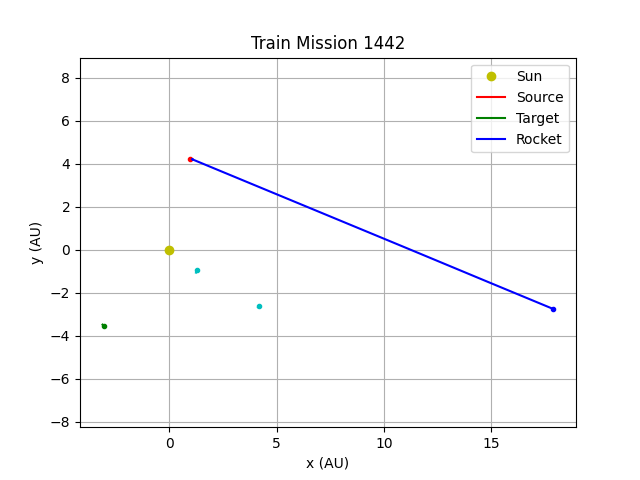 Train Mission 1442
Sun
Source
Target
Rocket
8
6
4
2
0
−2
−4
−6
−8
y (AU)
0
5
10
15
x (AU)